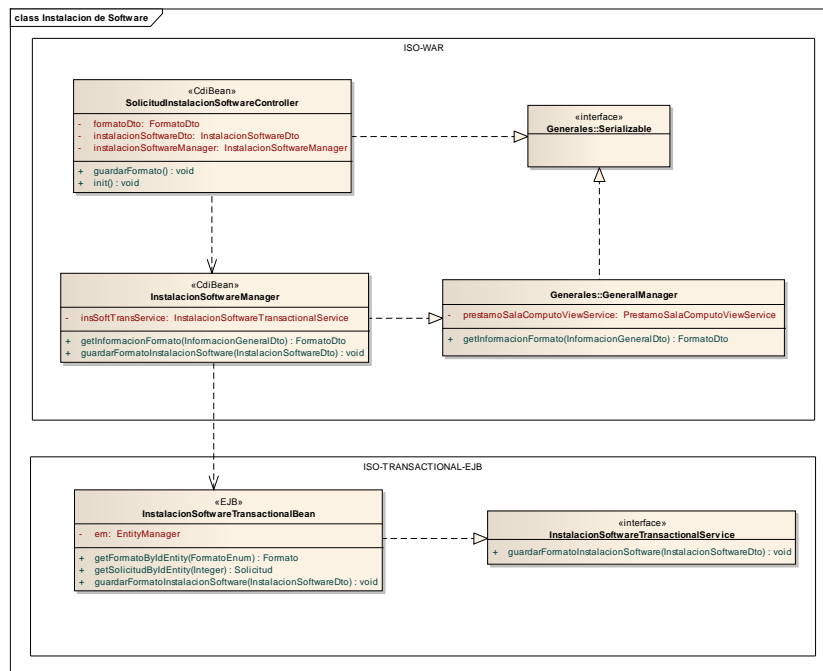 class Instalacion de Software
ISO-WAR
«CdiBean»
SolicitudInstalacionSoftwareController
- formatoDto: FormatoDto
- instalacionSoftwareDto: InstalacionSoftwareDto
- instalacionSoftwareManager: InstalacionSoftwareManager
+ guardarFormato() : void
+ init() : void
«interface»
Generales::Serializable
«CdiBean»
InstalacionSoftwareManager
- insSoftTransService: InstalacionSoftwareTransactionalService
+ getInformacionFormato(InformacionGeneralDto) : FormatoDto
+ guardarFormatoInstalacionSoftware(InstalacionSoftwareDto) : void
Generales::GeneralManager
- prestamoSalaComputoViewService: PrestamoSalaComputoViewService
+ getInformacionFormato(InformacionGeneralDto) : FormatoDto
ISO-TRANSACTIONAL-EJB
«EJB»
InstalacionSoftwareTransactionalBean
- em: EntityManager
+ getFormatoByIdEntity(FormatoEnum) : Formato
+ getSolicitudByIdEntity(Integer) : Solicitud
+ guardarFormatoInstalacionSoftware(InstalacionSoftwareDto) : void
«interface»
InstalacionSoftwareTransactionalService
+ guardarFormatoInstalacionSoftware(InstalacionSoftwareDto) : void